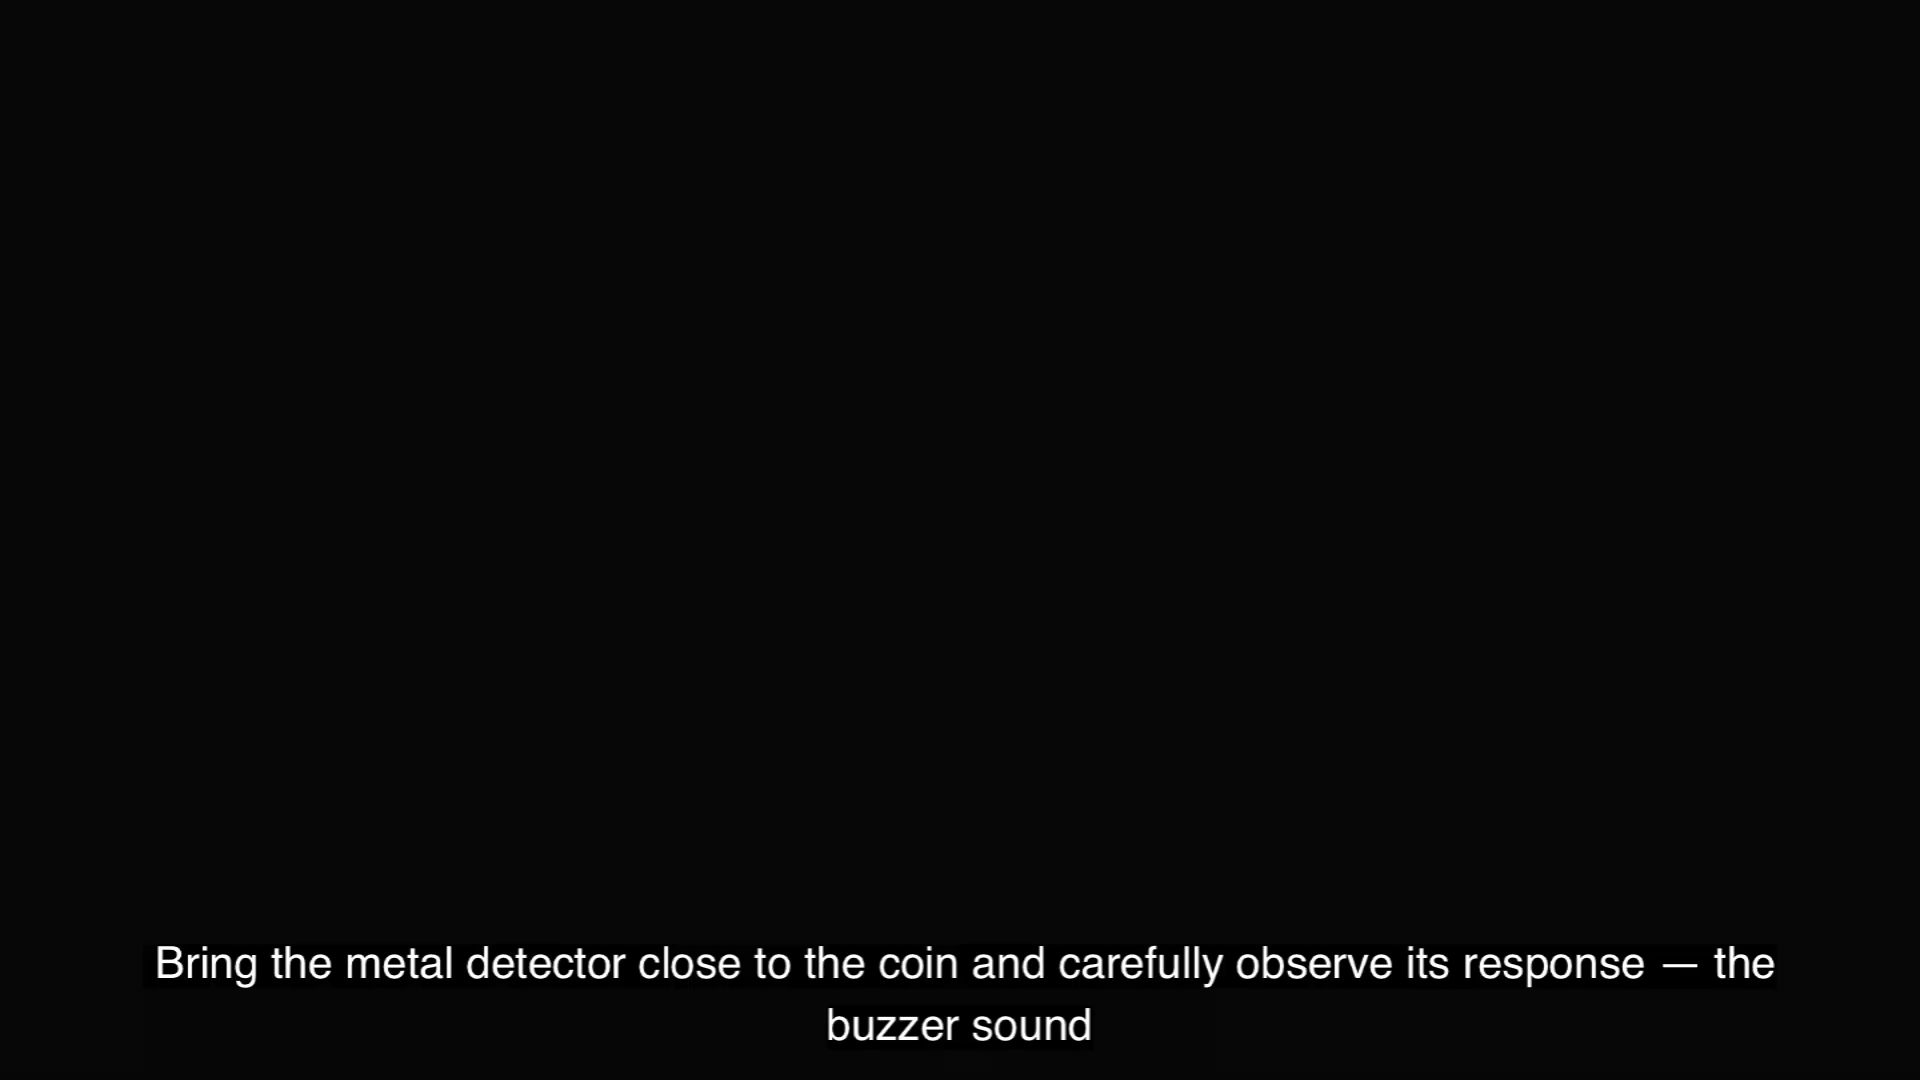 Bring the metal detector close to the coin and carefully observe its response — the
buzzer sound